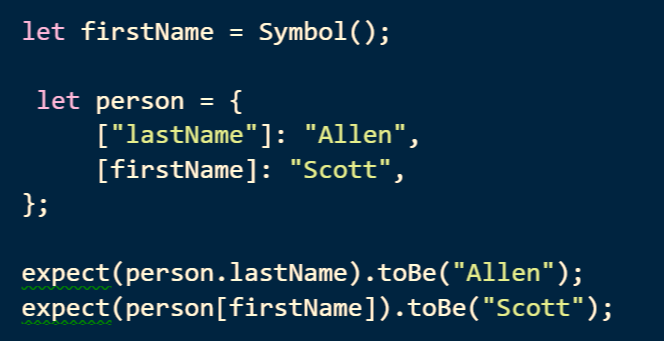 let firstName = Symbol();
let person = {
["lastName"]: "Allen",
[firstName]: "Scott",
};
expect(person.lastName).toBe("Allen");
expect(person[firstName]).toBe("Scott");